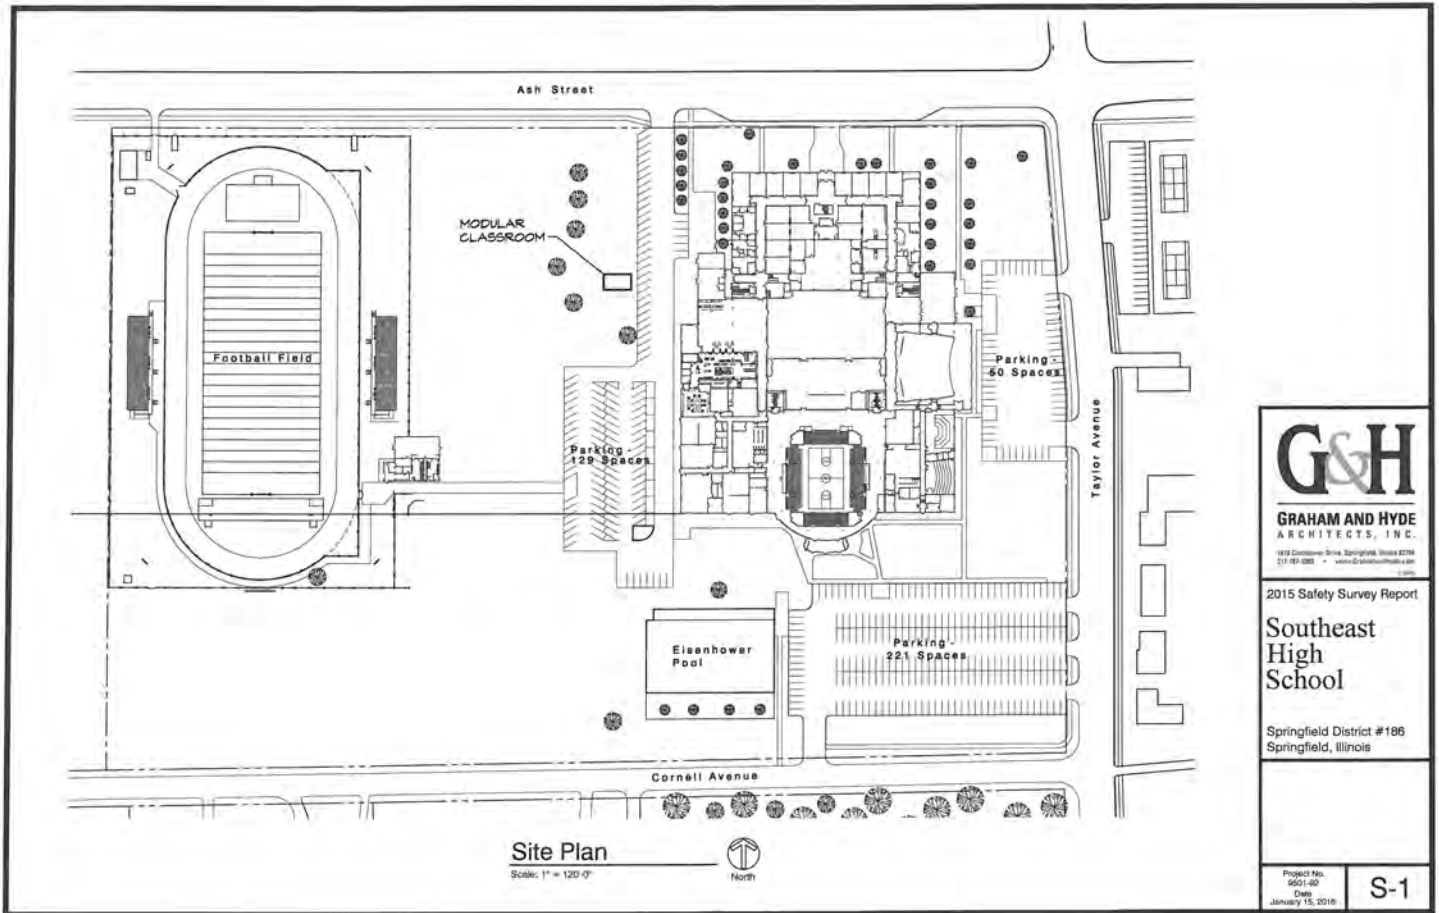 Ash Street
MODULAR
CLASSROOM
Football Field
Parking -
50 Spaces
Parking -
129 Spaces
Taylor Avenue
Eisenhower
Pool
Parking -
221 Spaces
Cornell Avenue
Site Plan
Scale: 1" = 120'-0"
North
G&H
GRAHAM AND HYDE
ARCHITECTS, INC.
2015 Safety Survey Report
Southeast
High
School
Springfield District #186
Springfield, Illinois
Project No.
Date
January 15, 2016
S-1